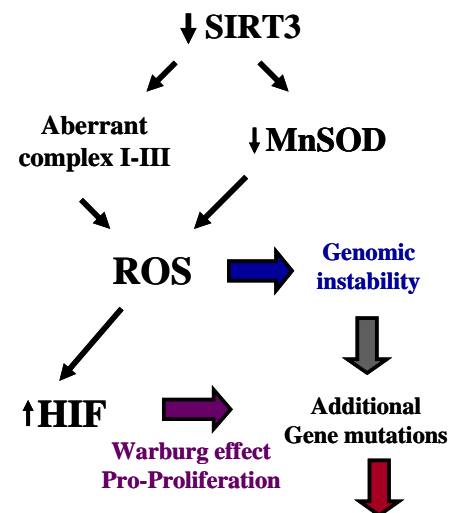 ↓ SIRT3
Aberrant
complex I-III
↓MnSOD
ROS
Genomic
instability
↑HIF
Warburg effect
Pro-Proliferation
Additional
Gene mutations